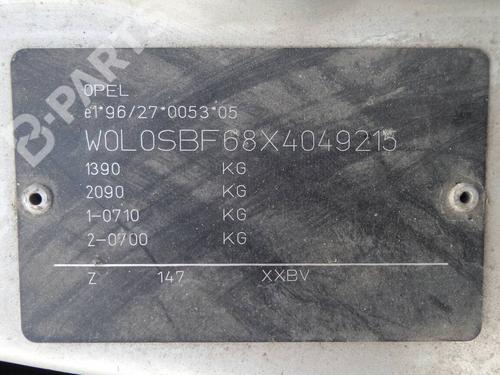 B-PARTS
OPEL
e1*96/27*0053*05
W0L0SBF68X4049215
1390 KG
2090 KG
1-0710 KG
2-0700 KG
Z 147 XXBV